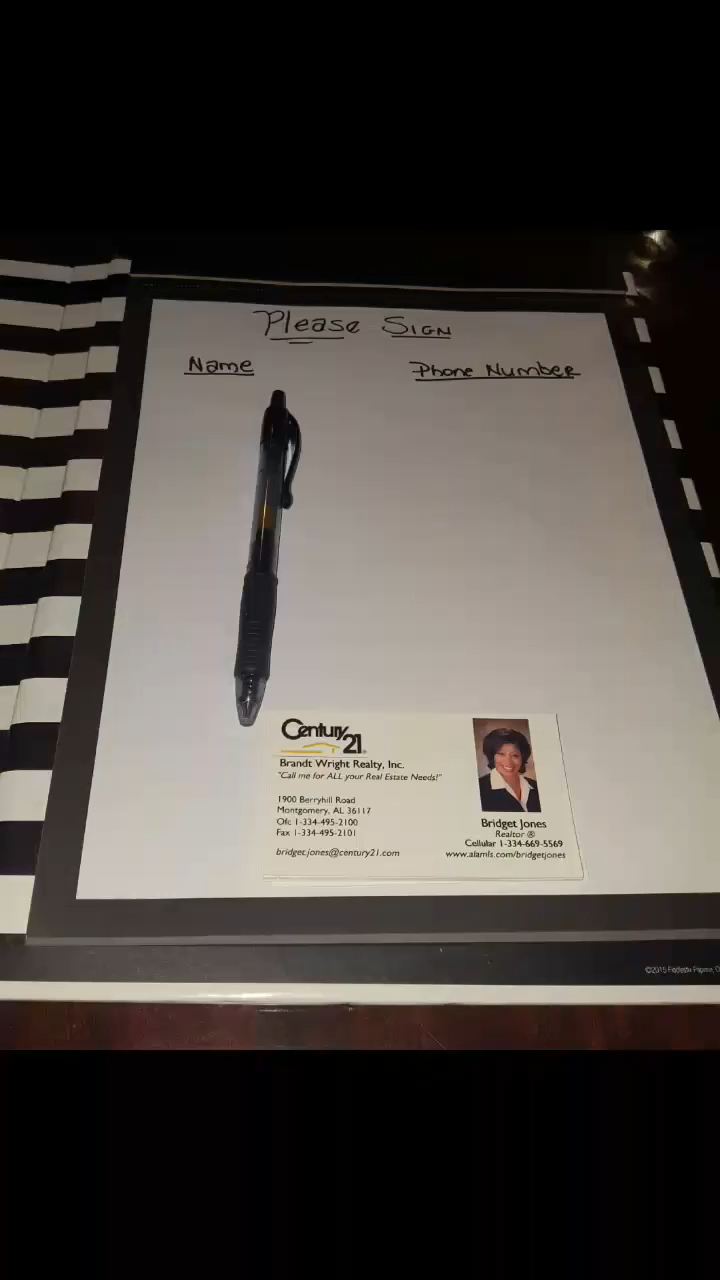 Please Sign
Name Phone Number
Century 21®
Brandt Wright Realty, Inc.
"Call me for ALL your Real Estate Needs!"
1900 Berryhill Road
Montgomery, AL 36117
Ofc 1-334-495-2100
Fax 1-334-495-2101
bridget.jones@century21.com
Bridget Jones
Realtor ®
Cellular 1-334-669-5569
www.alamls.com/bridgetjones
©2015